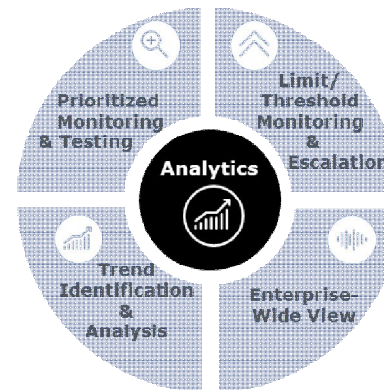 Prioritized
Monitoring
& Testing
Limit/
Threshold
Monitoring
&
Escalation
Analytics
Trend
Identification
&
Analysis
Enterprise-
Wide View